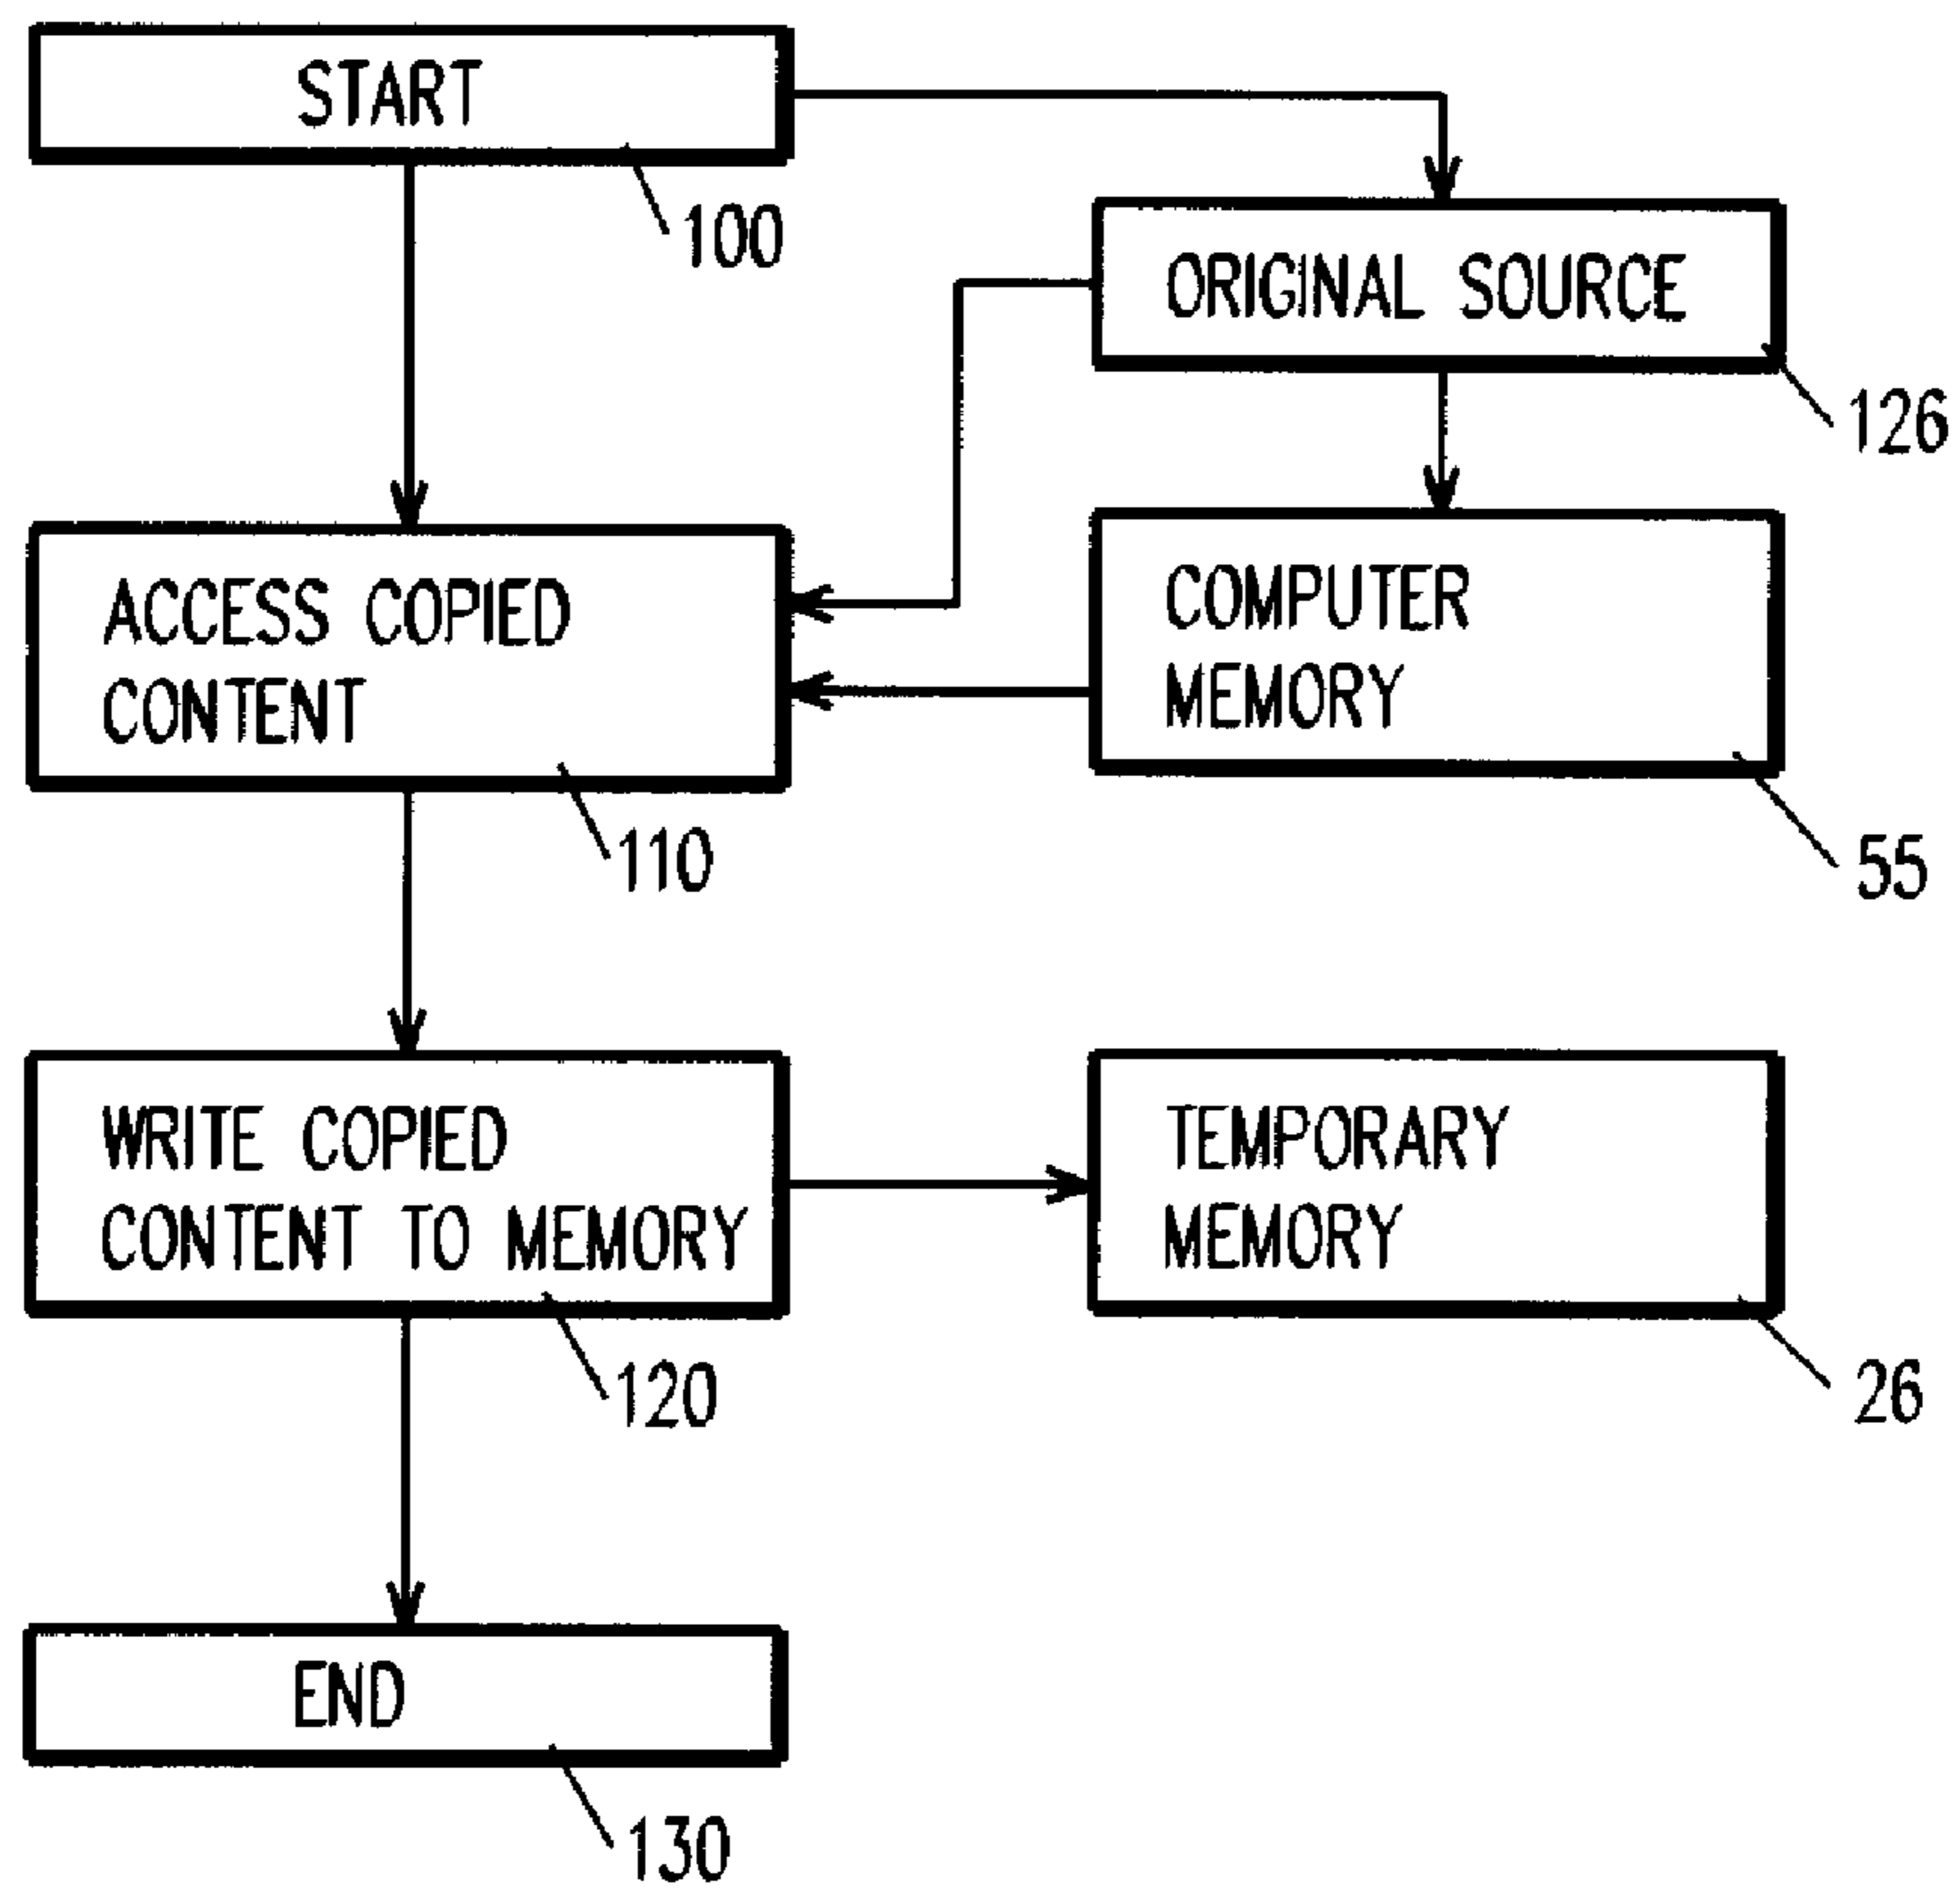 START
100
ORIGINAL SOURCE
126
ACCESS COPIED
CONTENT
110
COMPUTER
MEMORY
55
WRITE COPIED
CONTENT TO MEMORY
120
TEMPORARY
MEMORY
26
END
130